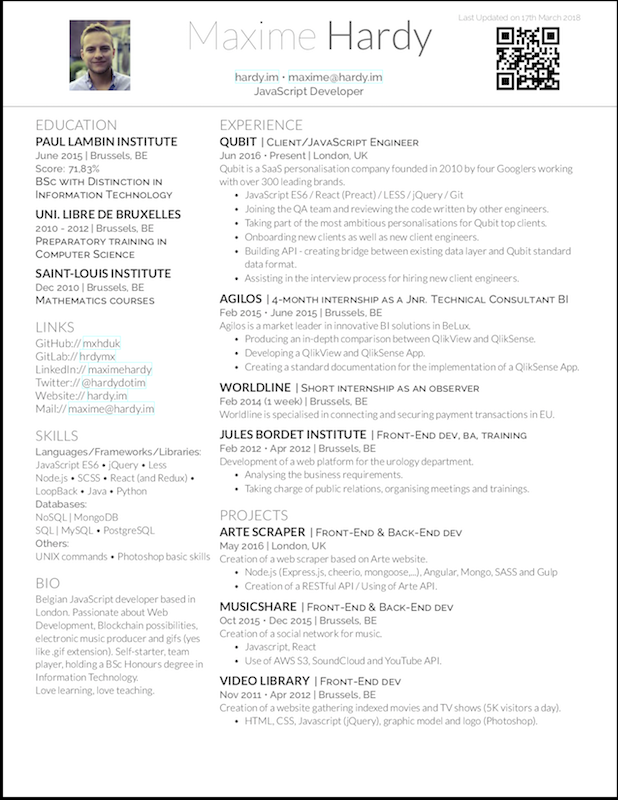 Last Updated on 17th March 2018
Maxime Hardy
hardy.im • maxime@hardy.im
JavaScript Developer
EDUCATION
PAUL LAMBIN INSTITUTE
June 2015 | Brussels, BE
Score: 71,83%
BSc with Distinction in
Information Technology
UNI. LIBRE DE BRUXELLES
2010 - 2012 | Brussels, BE
Preparatory training in
Computer Science
SAINT-LOUIS INSTITUTE
Dec 2010 | Brussels, BE
Mathematics courses
LINKS
GitHub:// mxhduk
GitLab:// hrdymx
LinkedIn:// maximehardy
Twitter:// @hardydotim
Website:// hardy.im
Mail:// maxime@hardy.im
SKILLS
Languages/Frameworks/Libraries:
JavaScript ES6 • jQuery • Less
Node.js • SCSS • React (and Redux) •
LoopBack • Java • Python
Databases:
NoSQL | MongoDB
SQL | MySQL • PostgreSQL
Others:
UNIX commands • Photoshop basic skills
BIO
Belgian JavaScript developer based in
London. Passionate about Web
Development, Blockchain possibilities,
electronic music producer and gifs (yes
like .gif extension). Self-starter, team
player, holding a BSc Honours degree in
Information Technology.
Love learning, love teaching.
EXPERIENCE
QUBIT | Client/JavaScript Engineer
Jun 2016 • Present | London, UK
Qubit is a SaaS personalisation company founded in 2010 by four Googlers working
with over 300 leading brands.
• JavaScript ES6 / React (Preact) / LESS / jQuery / Git
• Joining the QA team and reviewing the code written by other engineers.
• Taking part of the most ambitious personalisations for Qubit top clients.
• Onboarding new clients as well as new client engineers.
• Building API - creating bridge between existing data layer and Qubit standard
data format.
• Assisting in the interview process for hiring new client engineers.
AGILOS | 4-month internship as a Jnr. Technical Consultant BI
Feb 2015 • June 2015 | Brussels, BE
Agilos is a market leader in innovative BI solutions in BeLux.
• Producing an in-depth comparison between QlikView and QlikSense.
• Developing a QlikView and QlikSense App.
• Creating a standard documentation for the implementation of a QlikSense App.
WORLDLINE | Short internship as an observer
Feb 2014 (1 week) | Brussels, BE
Worldline is specialised in connecting and securing payment transactions in EU.
JULES BORDET INSTITUTE | Front-End dev, ba, training
Feb 2012 • Apr 2012 | Brussels, BE
Development of a web platform for the urology department.
• Analysing the business requirements.
• Taking charge of public relations, organising meetings and trainings.
PROJECTS
ARTE SCRAPER | Front-End & Back-End dev
May 2016 | London, UK
Creation of a web scraper based on Arte website.
• Node.js (Express.js, cheerio, mongoose,...), Angular, Mongo, SASS and Gulp
• Creation of a RESTful API / Using of Arte API.
MUSICSHARE | Front-End & Back-End dev
Oct 2015 • Dec 2015 | Brussels, BE
Creation of a social network for music.
• Javascript, React
• Use of AWS S3, SoundCloud and YouTube API.
VIDEO LIBRARY | Front-End dev
Nov 2011 • Apr 2012 | Brussels, BE
Creation of a website gathering indexed movies and TV shows (5K visitors a day).
• HTML, CSS, Javascript (jQuery), graphic model and logo (Photoshop).